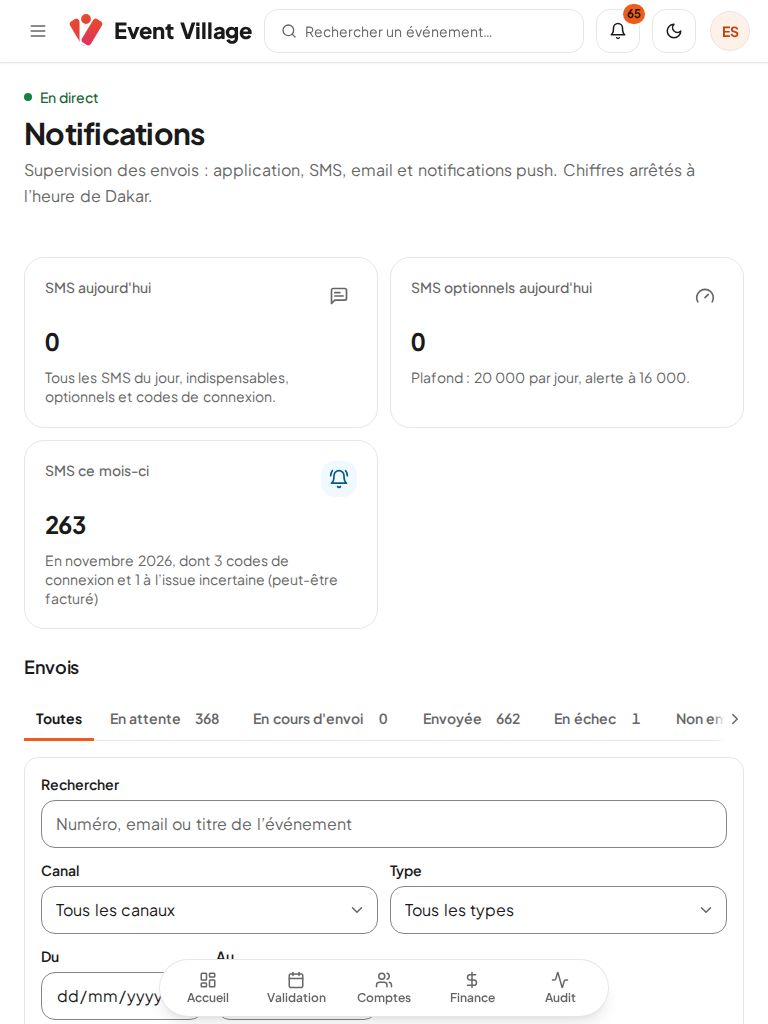 Event Village
Rechercher un événement...
65
ES
En direct
Notifications
Supervision des envois : application, SMS, email et notifications push. Chiffres arrêtés à
l'heure de Dakar.
SMS aujourd'hui
0
Tous les SMS du jour, indispensables,
optionnels et codes de connexion.
SMS optionnels aujourd'hui
0
Plafond : 20 000 par jour, alerte à 16 000.
SMS ce mois-ci
263
En novembre 2026, dont 3 codes de
connexion et 1 à l'issue incertaine (peut-être
facturé)
Envois
Toutes En attente 368 En cours d'envoi 0 Envoyée 662 En échec 1 Non en
Rechercher
Numéro, email ou titre de l'événement
Canal
Type
Tous les canaux
Tous les types
Du
Au
dd/mm/yyyy
Accueil Validation Comptes Finance Audit